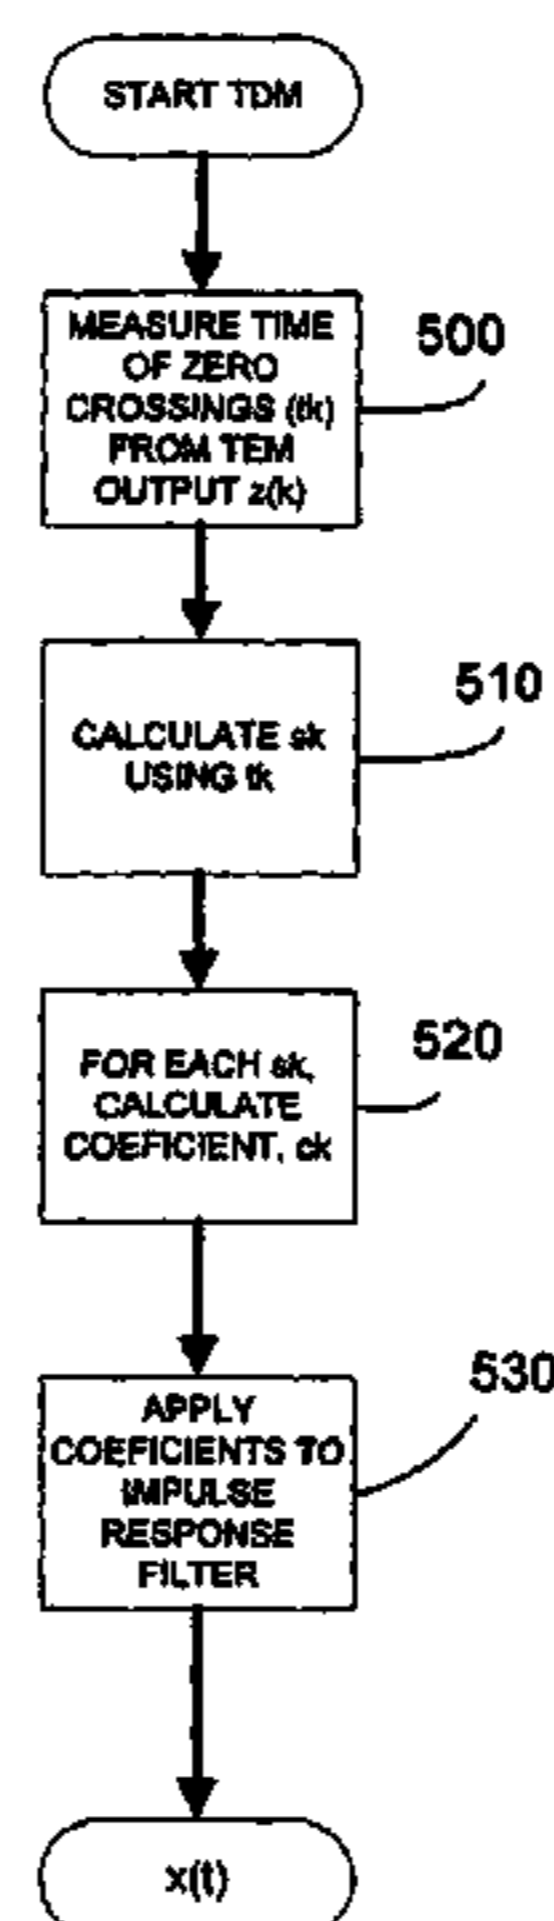 START TDM
MEASURE TIME
OF ZERO
CROSSINGS (tk)
FROM TEM
OUTPUT z(k)
500
CALCULATE sk
USING tk
510
FOR EACH sk,
CALCULATE
COEFICIENT, ck
520
APPLY
COEFICIENTS TO
IMPULSE
RESPONSE
FILTER
530
x(t)